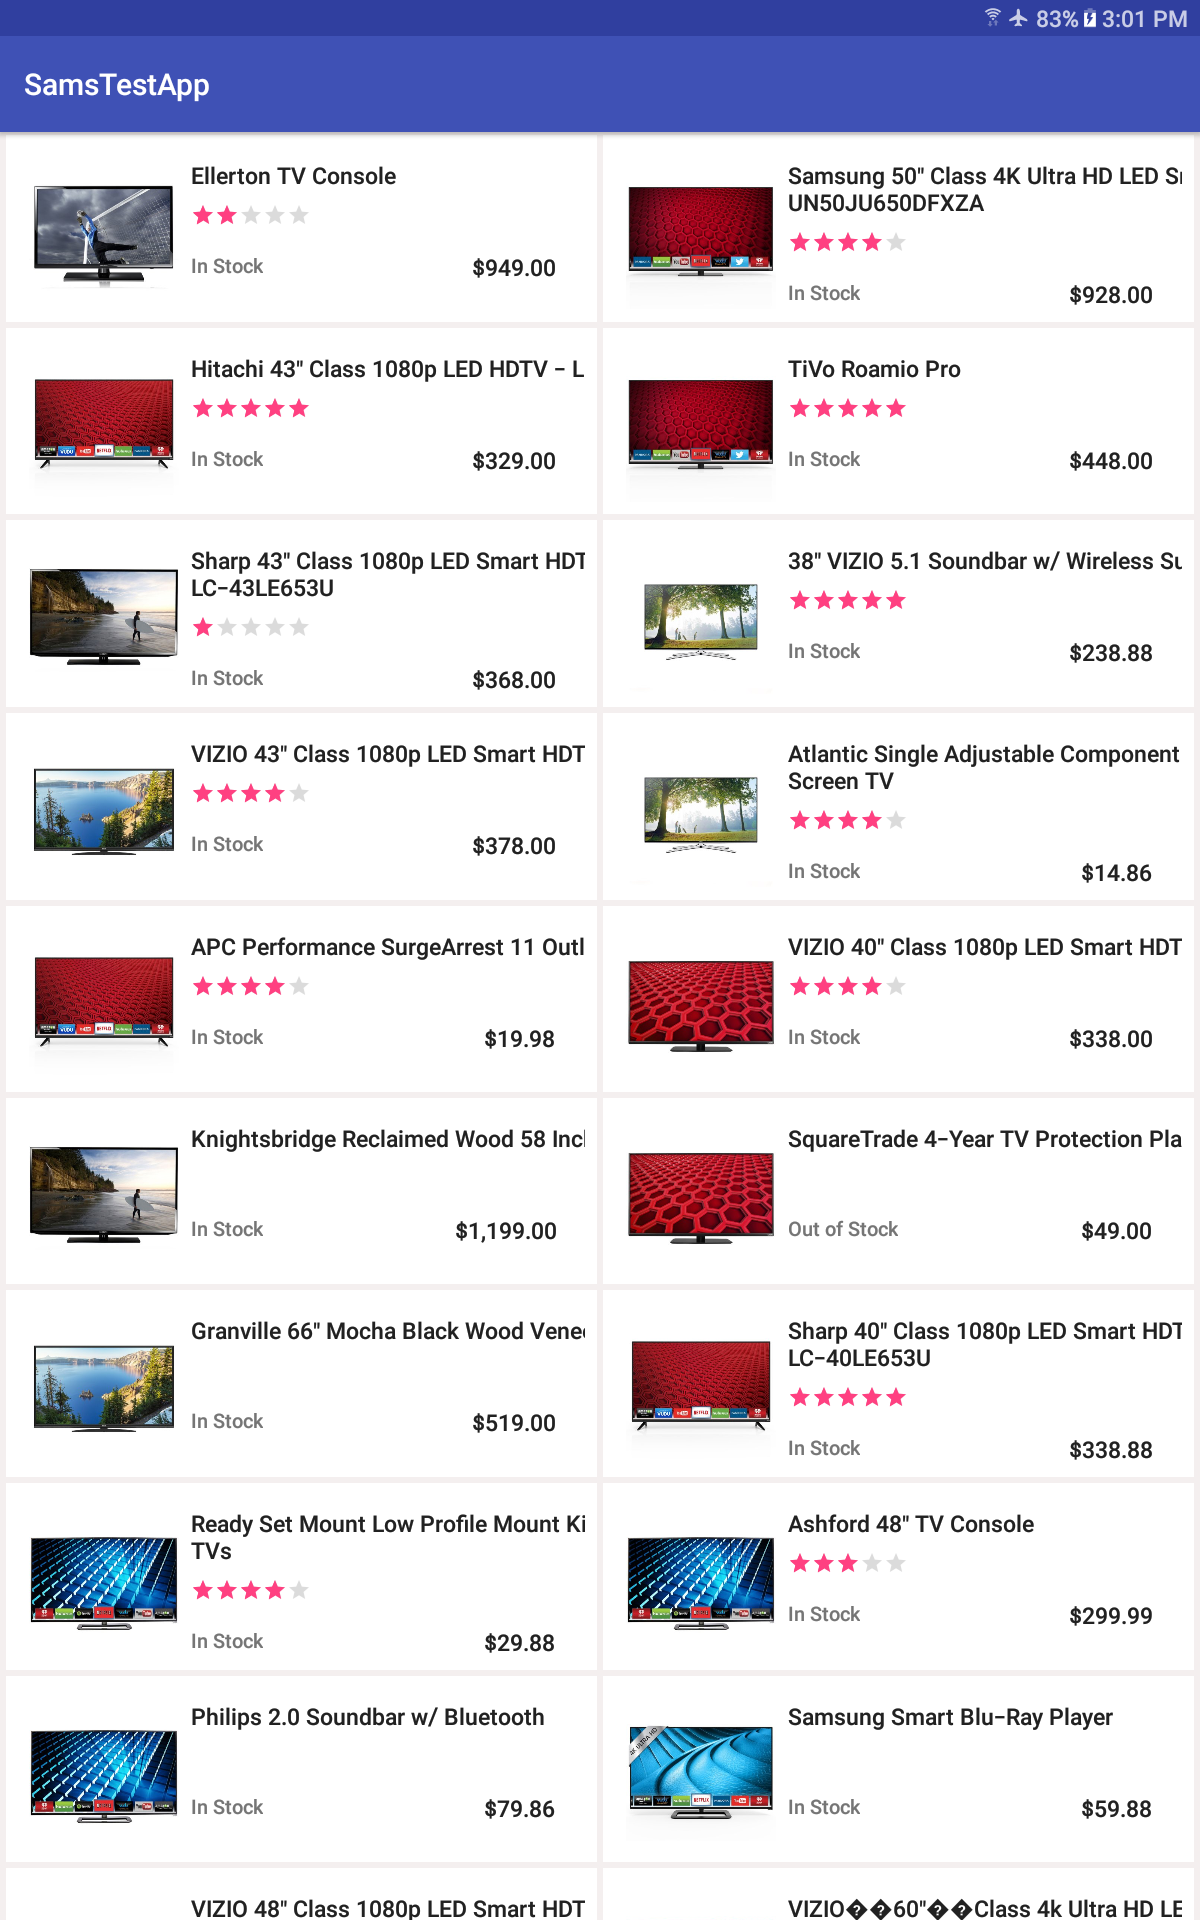 83% 3:01 PM
SamsTestApp
Ellerton TV Console
In Stock
$949.00
Samsung 50" Class 4K Ultra HD LED S
UN50JU650DFXZA
In Stock
$928.00
Hitachi 43" Class 1080p LED HDTV - L
In Stock
$329.00
TiVo Roamio Pro
In Stock
$448.00
Sharp 43" Class 1080p LED Smart HDT
LC-43LE653U
In Stock
$368.00
38" VIZIO 5.1 Soundbar w/ Wireless Su
In Stock
$238.88
VIZIO 43" Class 1080p LED Smart HDT
In Stock
$378.00
Atlantic Single Adjustable Component
Screen TV
In Stock
$14.86
APC Performance SurgeArrest 11 Outl
In Stock
$19.98
VIZIO 40" Class 1080p LED Smart HDT
In Stock
$338.00
Knightsbridge Reclaimed Wood 58 Incl
In Stock
$1,199.00
SquareTrade 4-Year TV Protection Pla
Out of Stock
$49.00
Granville 66" Mocha Black Wood Vene
In Stock
$519.00
Sharp 40" Class 1080p LED Smart HDT
LC-40LE653U
In Stock
$338.88
Ready Set Mount Low Profile Mount Ki
TVs
In Stock
$29.88
Ashford 48" TV Console
In Stock
$299.99
Philips 2.0 Soundbar w/ Bluetooth
In Stock
$79.86
Samsung Smart Blu-Ray Player
In Stock
$59.88
VIZIO 48" Class 1080p LED Smart HDT
VIZIO��60"��Class 4k Ultra HD LE